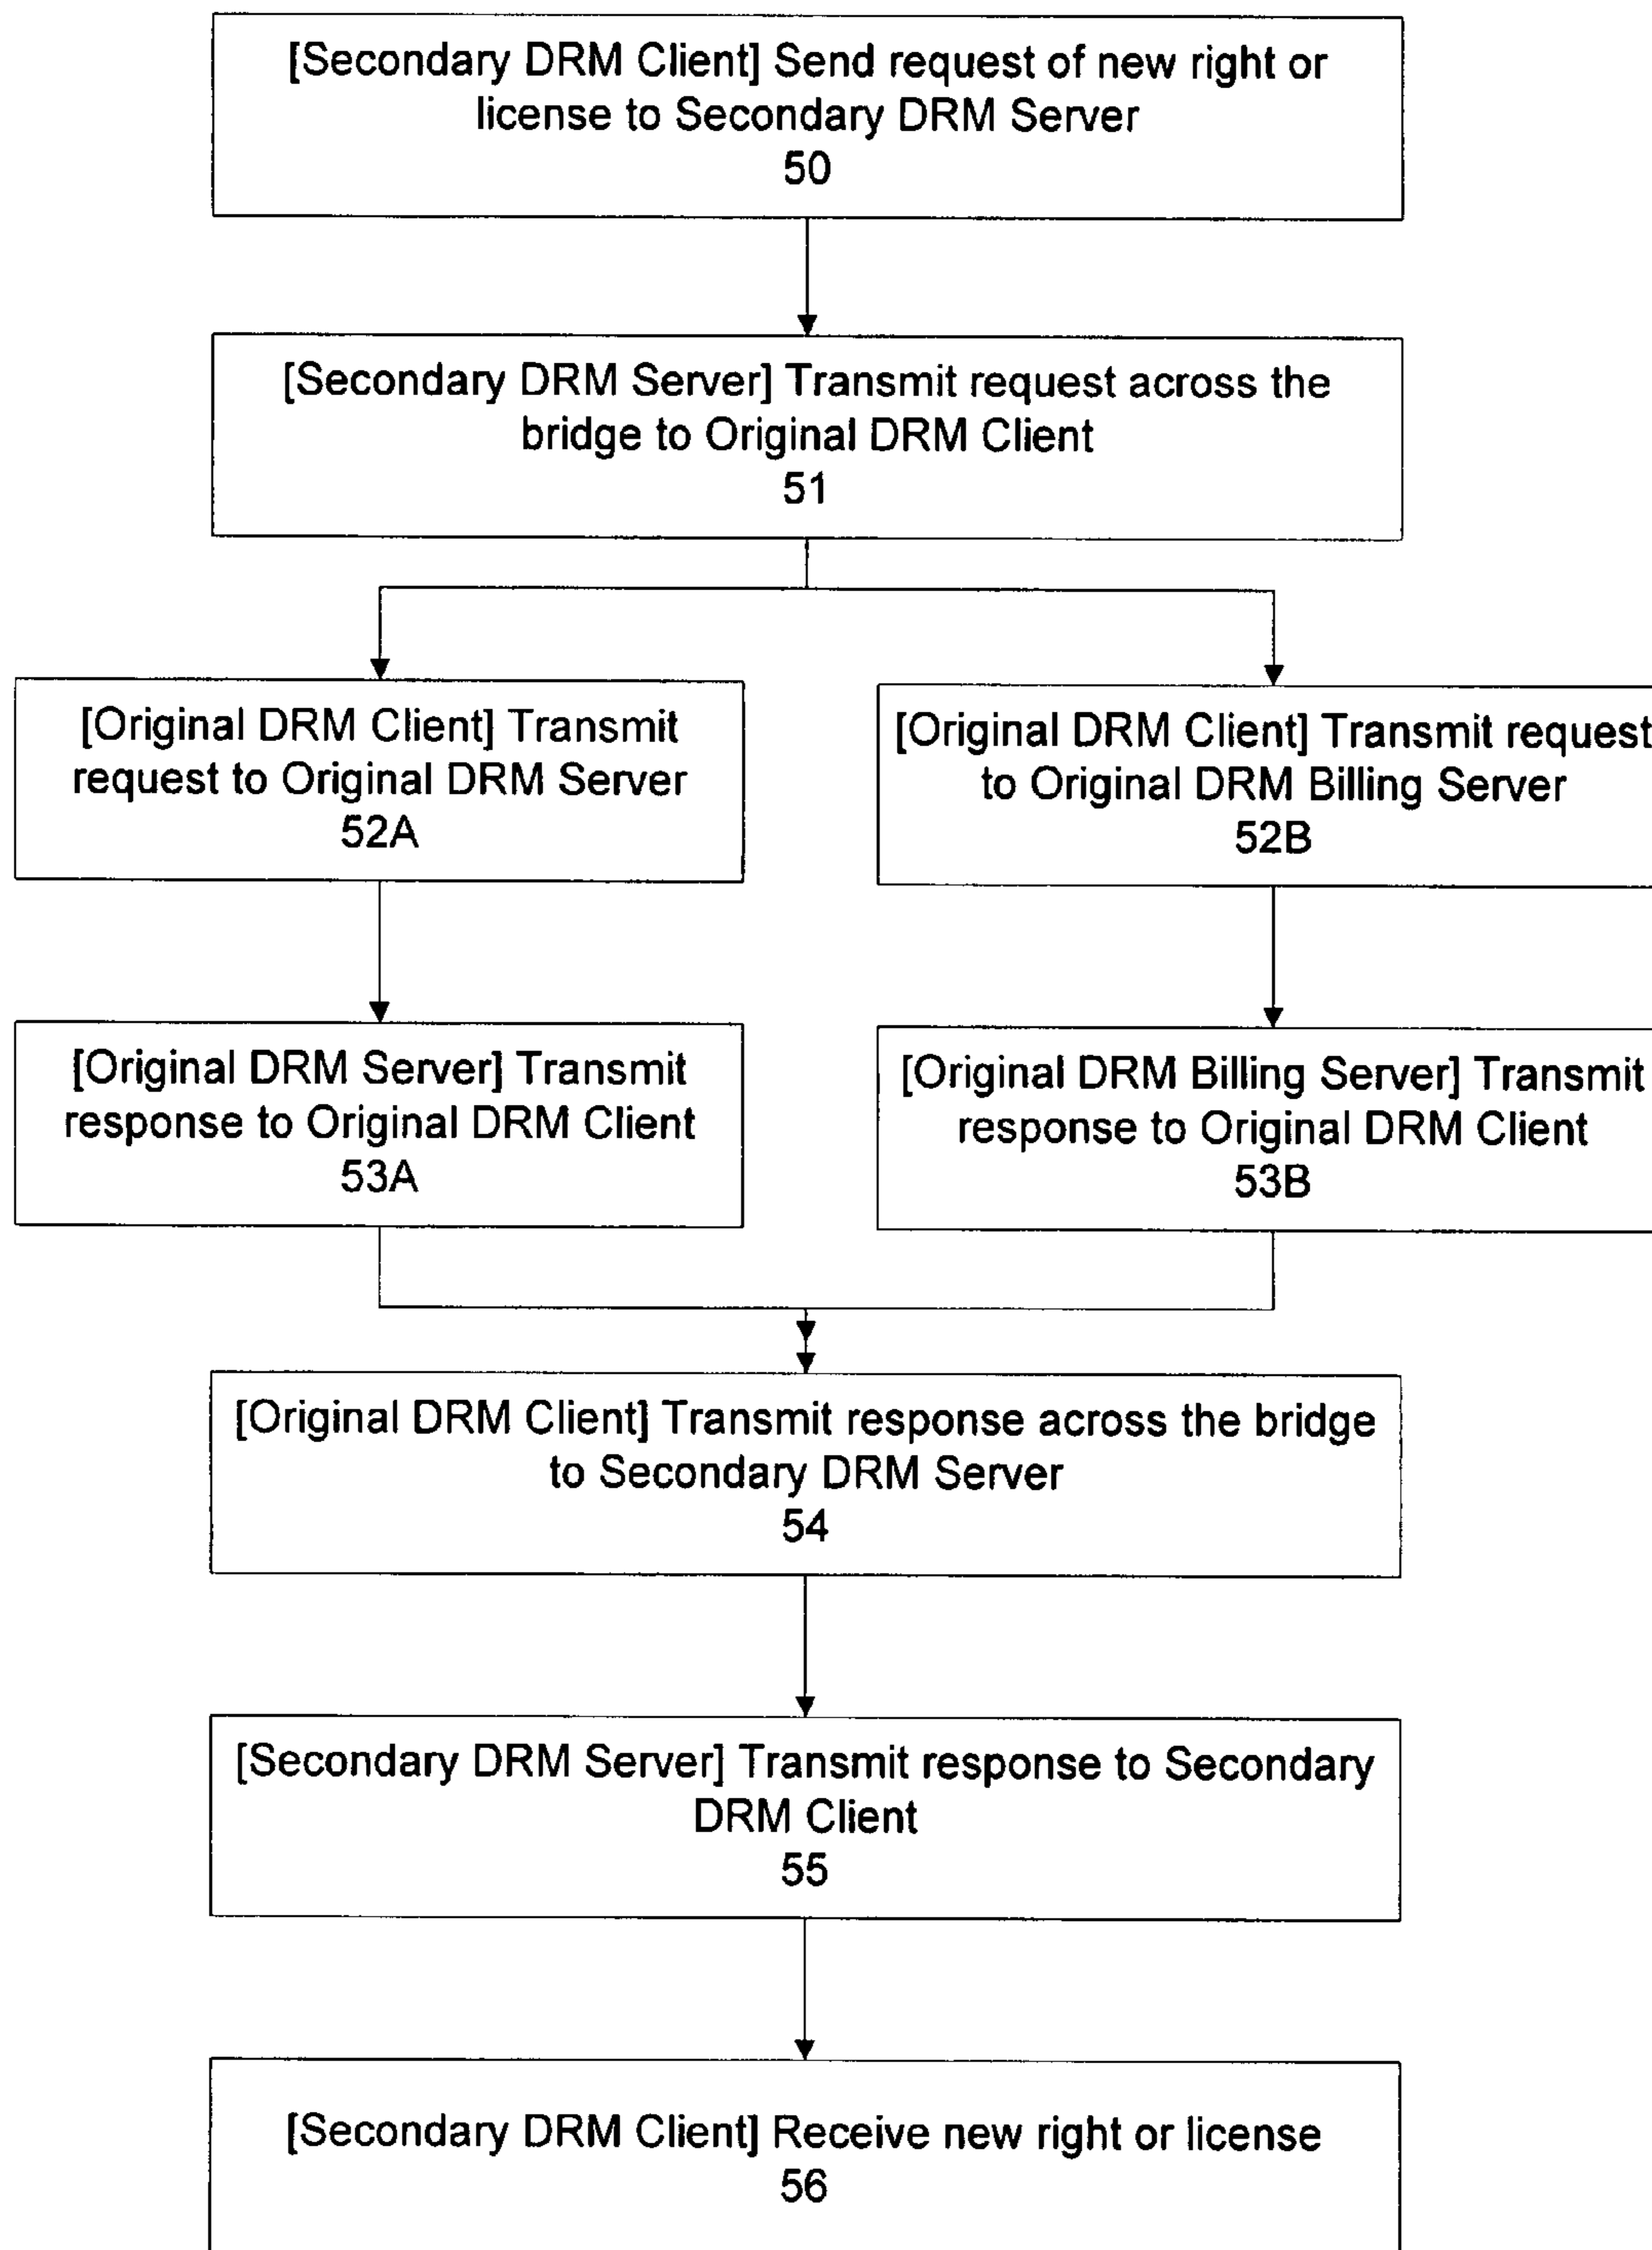 [Secondary DRM Client] Send request of new right or
license to Secondary DRM Server
50
[Secondary DRM Server] Transmit request across the
bridge to Original DRM Client
51
[Original DRM Client] Transmit
request to Original DRM Server
52A
[Original DRM Client] Transmit request
to Original DRM Billing Server
52B
[Original DRM Server] Transmit
response to Original DRM Client
53A
[Original DRM Billing Server] Transmit
response to Original DRM Client
53B
[Original DRM Client] Transmit response across the bridge
to Secondary DRM Server
54
[Secondary DRM Server] Transmit response to Secondary
DRM Client
55
[Secondary DRM Client] Receive new right or license
56